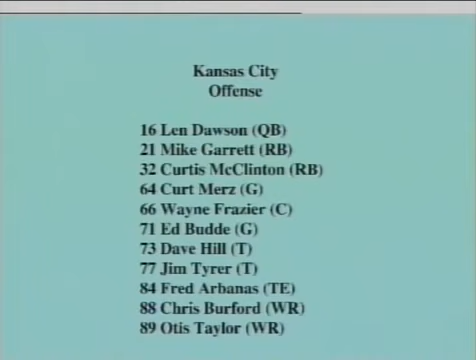 Kansas City
Offense
16 Len Dawson (QB)
21 Mike Garrett (RB)
32 Curtis McClinton (RB)
64 Curt Merz (G)
66 Wayne Frazier (C)
71 Ed Budde (G)
73 Dave Hill (T)
77 Jim Tyrer (T)
84 Fred Arbanas (TE)
88 Chris Burford (WR)
89 Otis Taylor (WR)